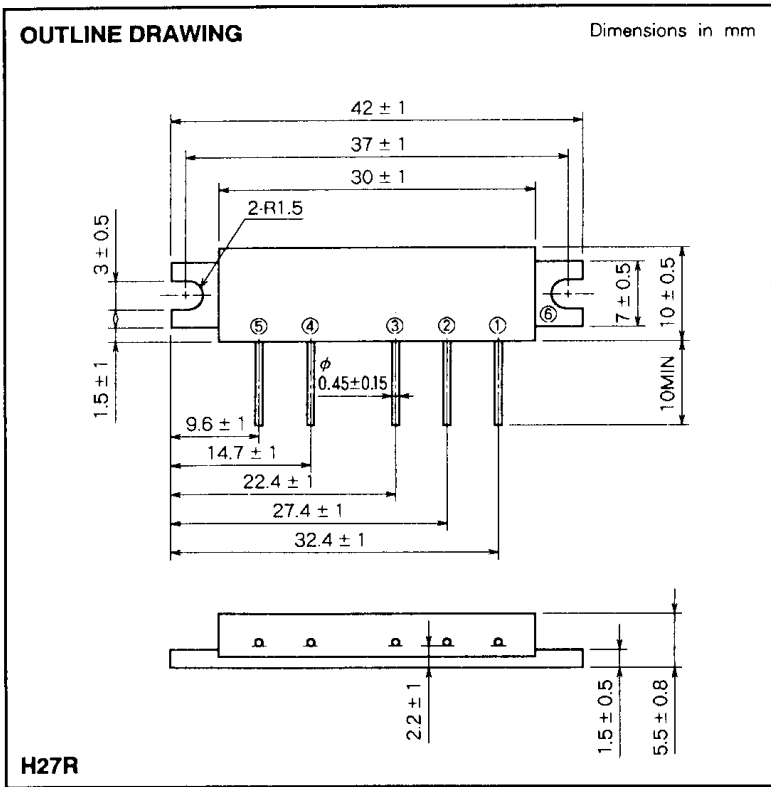 OUTLINE DRAWING
Dimensions in mm
42 ± 1
37 ± 1
30 ± 1
2-R1.5
3 ± 0.5
1.5 ± 1
7 ± 0.5
10 ± 0.5
10MIN
⑥
⑤ ④ ③ ② ①
ϕ
0.45±0.15
9.6 ± 1
14.7 ± 1
22.4 ± 1
27.4 ± 1
32.4 ± 1
2.2 ± 1
1.5 ± 0.5
5.5 ± 0.8
H27R